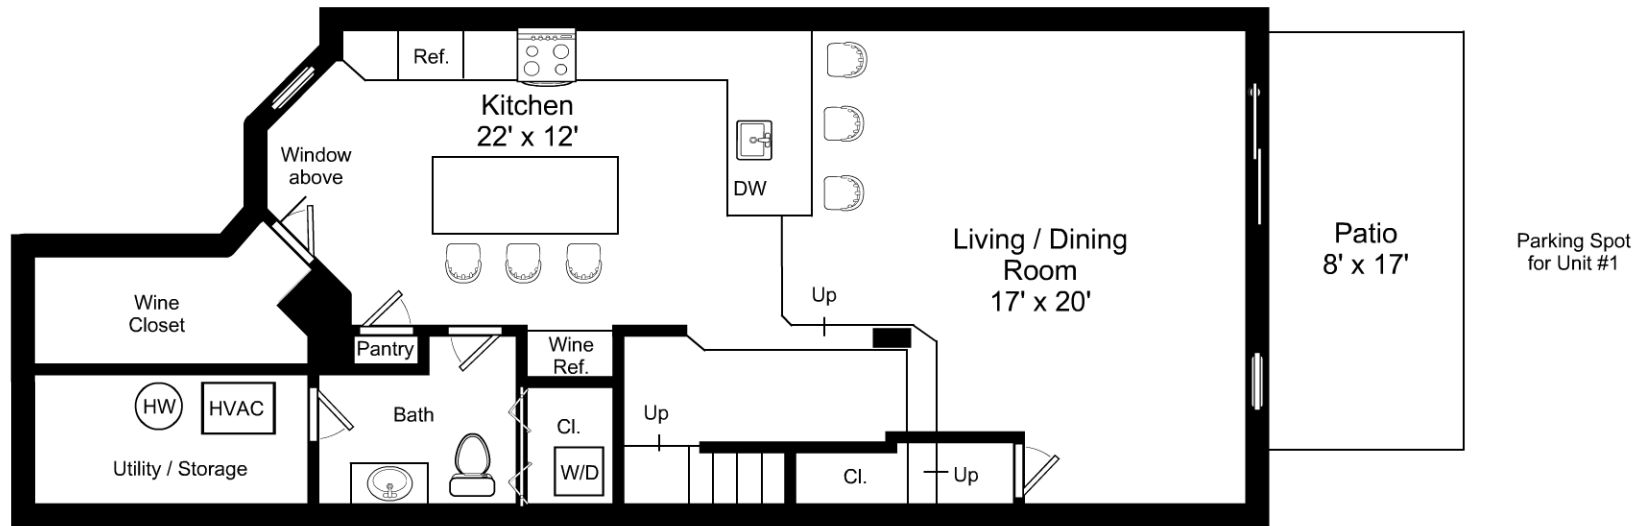 Ref.
Kitchen
22' x 12'
Window
above
DW
Living / Dining
Room
17' x 20'
Patio
8' x 17'
Parking Spot
for Unit #1
Wine
Closet
Up
Pantry
Wine
Ref.
HW
HVAC
Bath
Up
Cl.
Utility / Storage
W/D
Cl.
Up